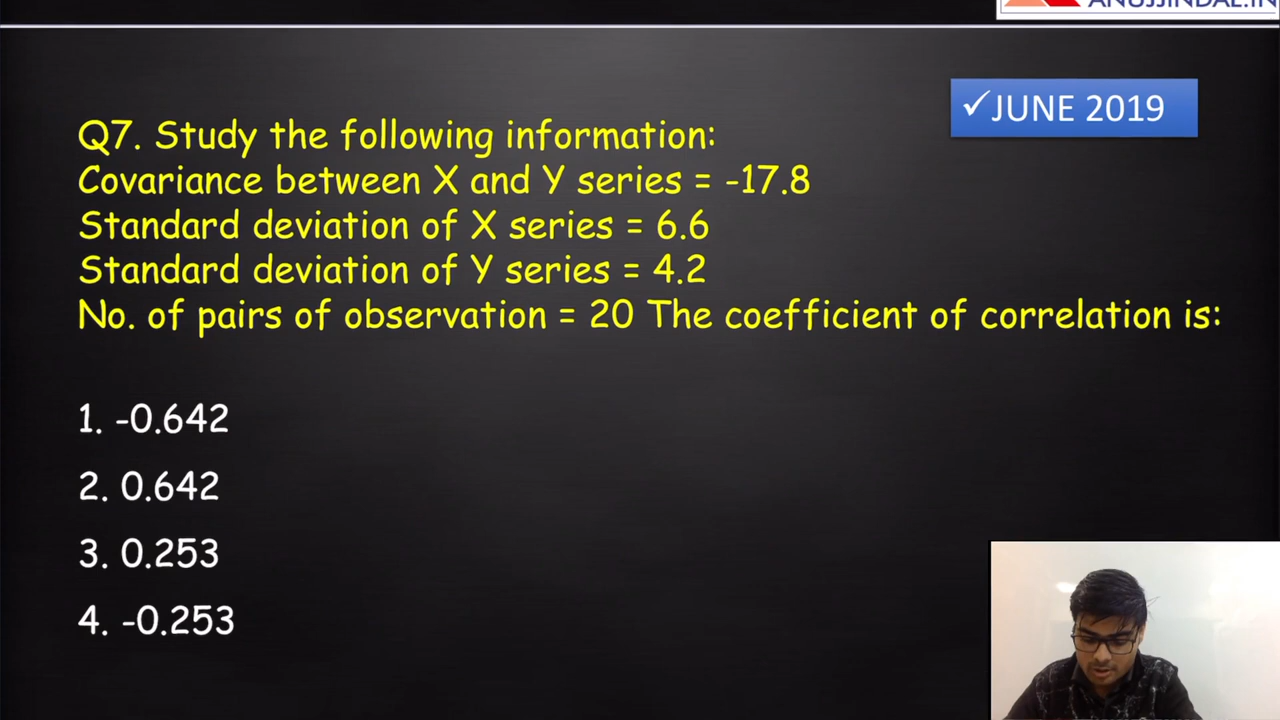 ANUJJINDAL.IN
✓JUNE 2019
Q7. Study the following information:
Covariance between X and Y series = -17.8
Standard deviation of X series = 6.6
Standard deviation of Y series = 4.2
No. of pairs of observation = 20 The coefficient of correlation is:
1. -0.642
2. 0.642
3. 0.253
4. -0.253